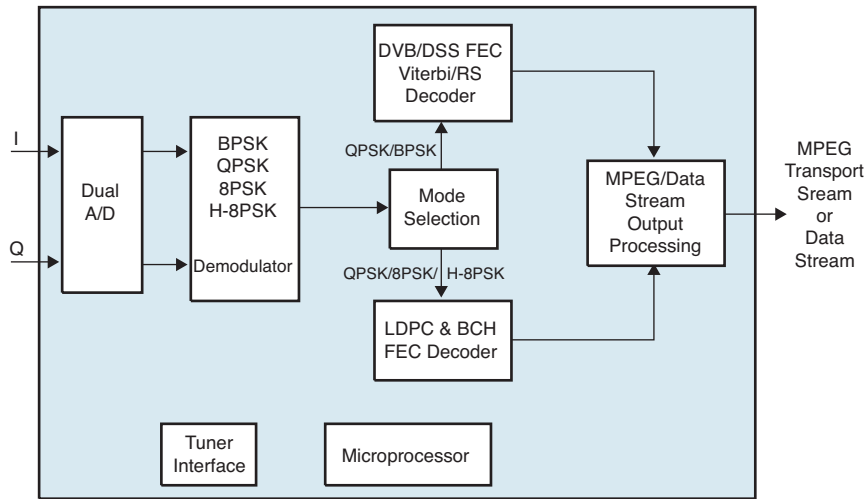 I
Q
Dual
A/D
BPSK
QPSK
8PSK
H-8PSK
Demodulator
QPSK/BPSK
Mode
Selection
QPSK/8PSK/ H-8PSK
DVB/DSS FEC
Viterbi/RS
Decoder
LDPC & BCH
FEC Decoder
MPEG/Data
Stream
Output
Processing
MPEG
Transport
Sream
or
Data
Stream
Tuner
Interface
Microprocessor